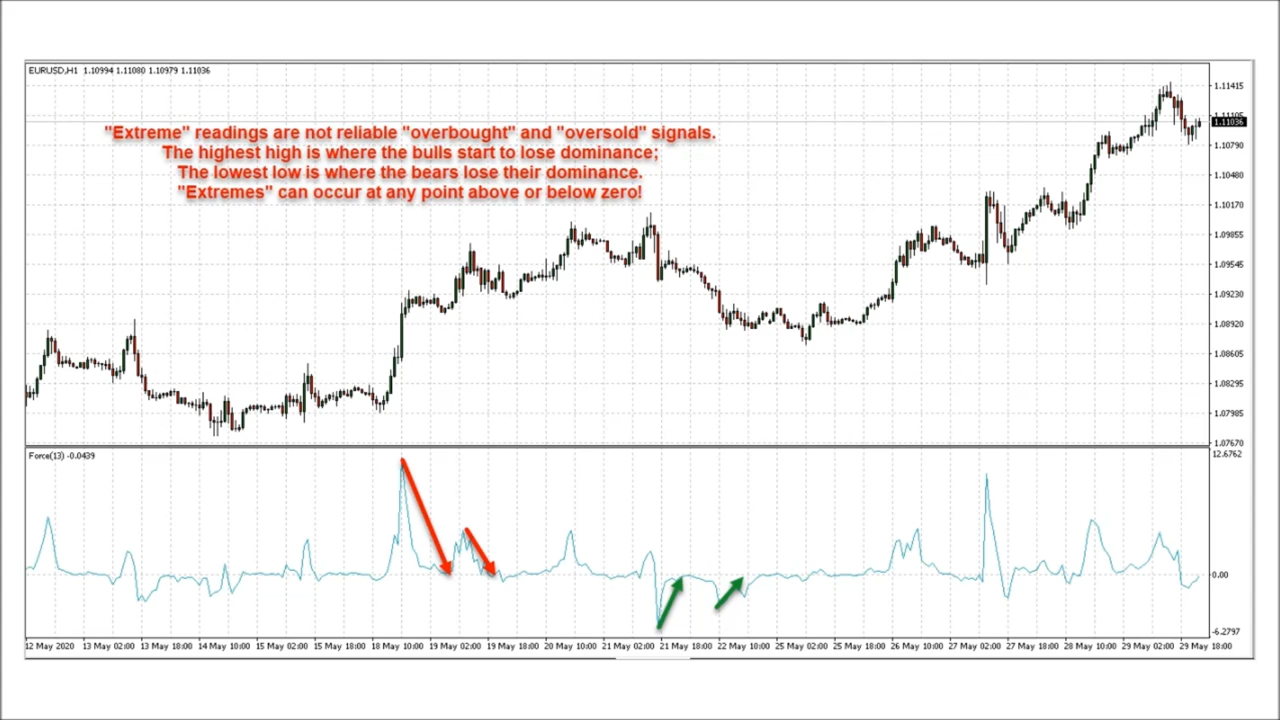 EURUSD,H1 1.10994 1.11080 1.10979 1.11036
"Extreme" readings are not reliable "overbought" and "oversold" signals.
The highest high is where the bulls start to lose dominance;
The lowest low is where the bears lose their dominance.
"Extremes" can occur at any point above or below zero!
1.11415
1.11105
1.11036
1.10790
1.10480
1.10170
1.09855
1.09545
1.09230
1.08920
1.08605
1.08295
1.07985
1.07670
Force(13) -0.0439
12.6762
0.00
-6.2797
12 May 2020 13 May 02:00 13 May 18:00 14 May 10:00 15 May 02:00 15 May 18:00 18 May 10:00 19 May 02:00 19 May 18:00 20 May 10:00 21 May 02:00 21 May 18:00 22 May 10:00 25 May 02:00 25 May 18:00 26 May 10:00 27 May 02:00 27 May 18:00 28 May 10:00 29 May 02:00 29 May 18:00